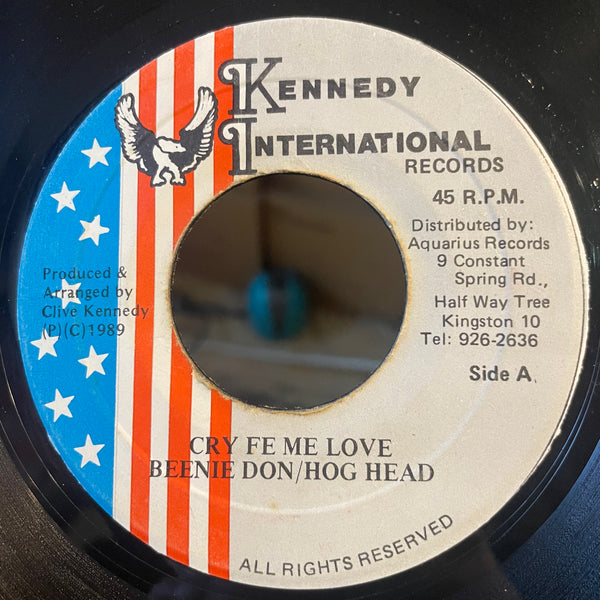 KENNEDY
INTERNATIONAL
RECORDS
45 R.P.M.
Distributed by:
Aquarius Records
9 Constant
Spring Rd.,
Half Way Tree
Kingston 10
Tel: 926-2636
Side A.
Produced &
Arranged by
Clive Kennedy
(P)(C)1989
CRY FE ME LOVE
BEENIE DON/HOG HEAD
ALL RIGHTS RESERVED